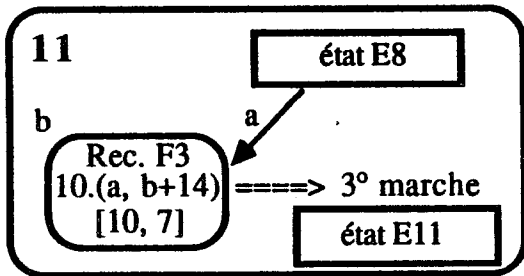 11
état E8
a
b
Rec. F3
10.(a, b+14) ====> 3° marche
[10, 7]
état E11